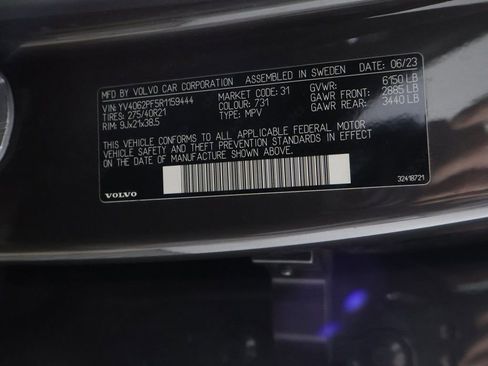 MFD BY VOLVO CAR CORPORATION ASSEMBLED IN SWEDEN DATE 06/23
VIN: YV4062PF5R1159444 MARKET: 31 GVWR: 6150 LB
TIRES: 275/40R21 COLOUR: 731 GAWR FRONT: 2885 LB
RIM: 9Jx21x38.5 TYPE: MPV GAWR REAR: 3440 LB
THIS VEHICLE CONFORMS TO ALL APPLICABLE FEDERAL MOTOR
VEHICLE SAFETY AND THEFT PREVENTION STANDARDS IN EFFECT
ON THE DATE OF MANUFACTURE SHOWN ABOVE.
VOLVO 32418721